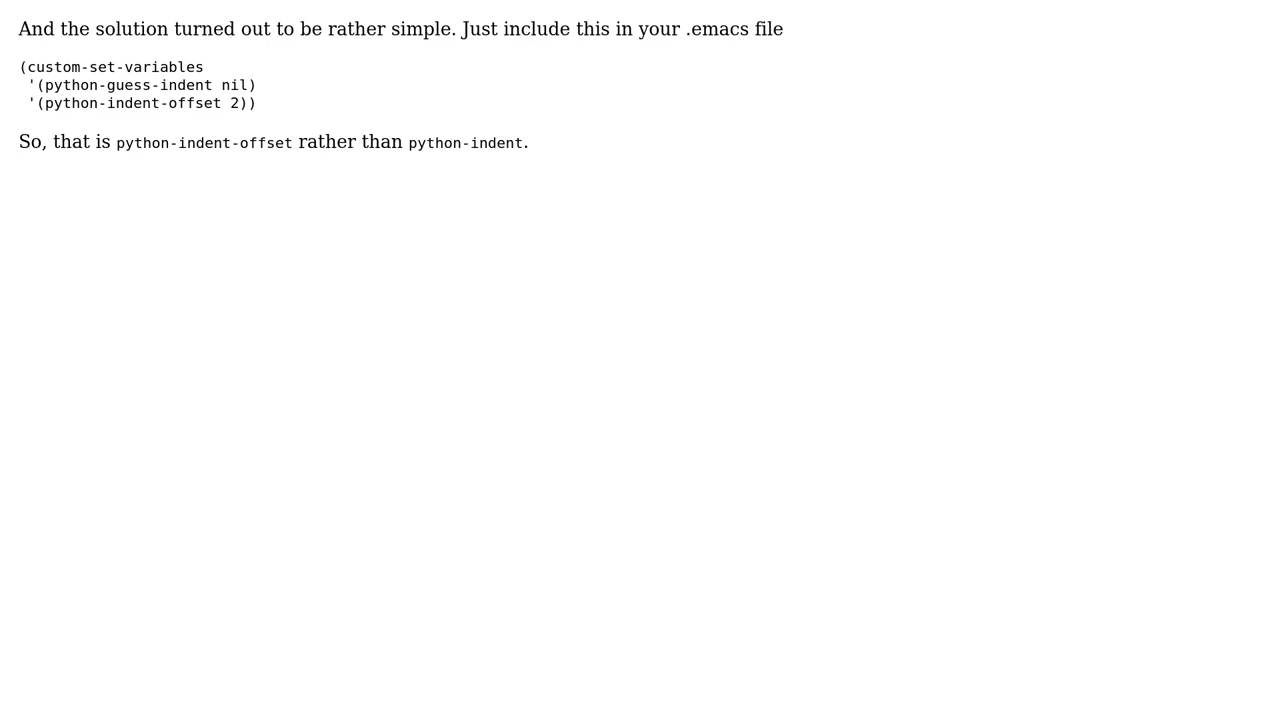 And the solution turned out to be rather simple. Just include this in your .emacs file
(custom-set-variables
 '(python-guess-indent nil)
 '(python-indent-offset 2))
So, that is python-indent-offset rather than python-indent.